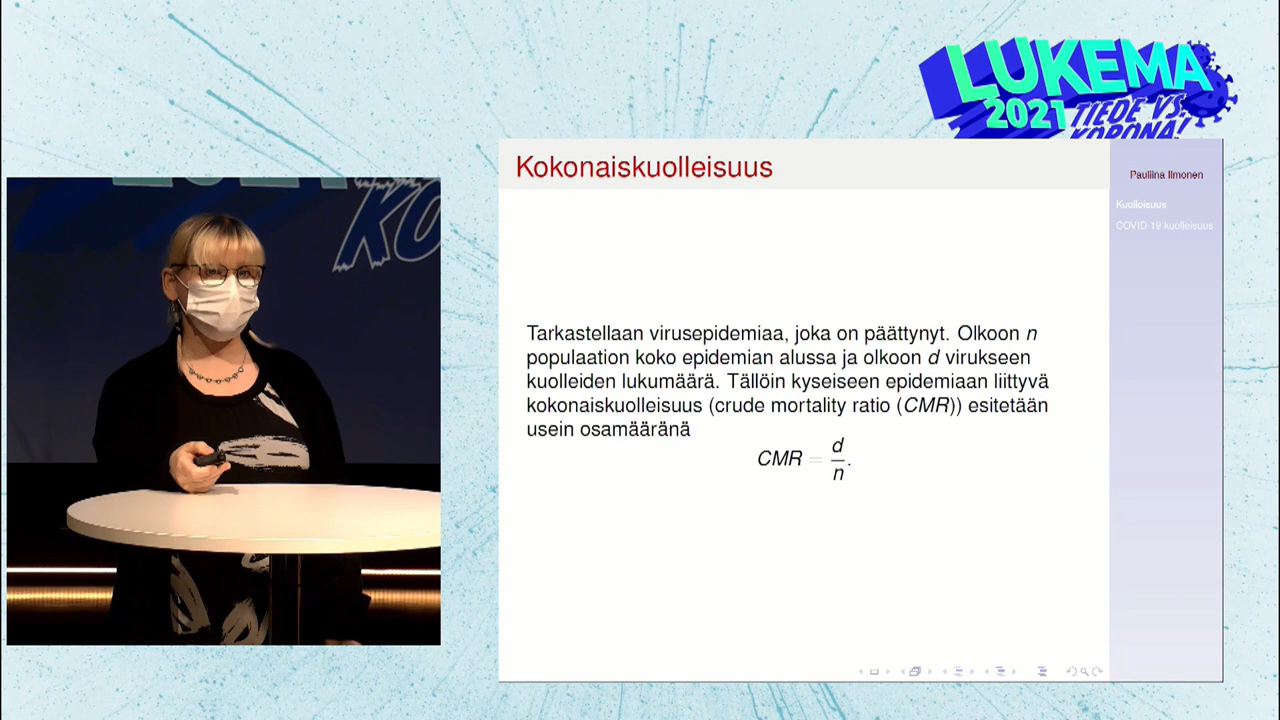 LUKEMA
2021 TIEDE VS.
KORONA!
KO
Kokonaiskuolleisuus
Pauliina Ilmonen
Kuolleisuus
COVID-19 kuolleisuus
Tarkastellaan virusepidemiaa, joka on päättynyt. Olkoon n
populaation koko epidemian alussa ja olkoon d virukseen
kuolleiden lukumäärä. Tällöin kyseiseen epidemiaan liittyvä
kokonaiskuolleisuus (crude mortality ratio (CMR)) esitetään
usein osamääränä
CMR = d/n.